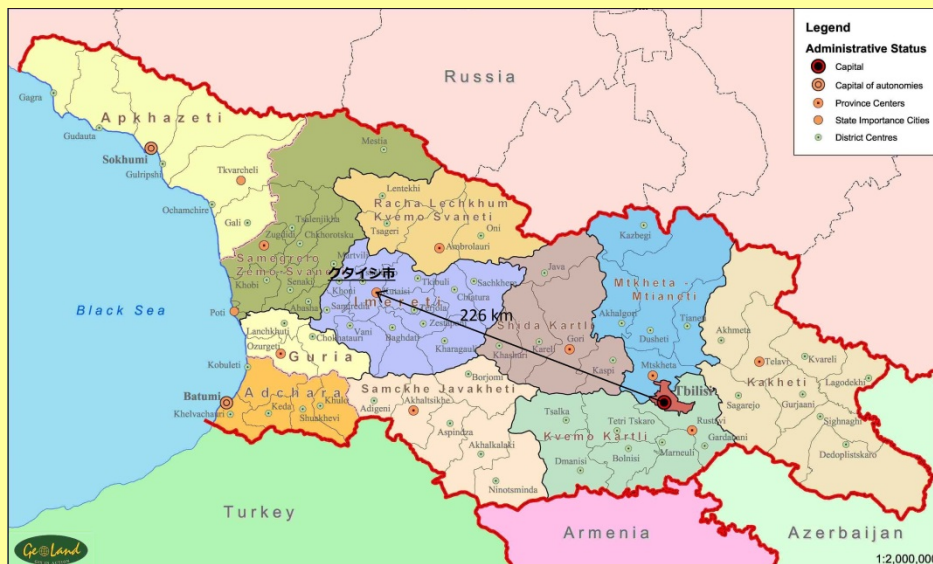 Legend
Administrative Status
Capital
Capital of autonomies
Province Centers
State Importance Cities
District Centres
Russia
Gagra
Apkhazeti
Gudauta
Sokhumi
Gulripshi
Mestia
Tkvarcheli
Lentekhi
Racha Lechkhum
Kvemo Svaneti
Ochamchire
Gali
Tsalenjikha
Tsageri
Oni
Kazbegi
Zugdidi
Chkhorotsku
Ambrolauri
Samegrelo
Zemo Svaneti
Martvili
クタイシ市
Java
Mtkheta
Mtianeti
Khobi
Senaki
Khoni
Kutaisi
Tkibuli
Sachkhere
Chiatura
Black Sea
Abasha
Samtredia
Imereti
Terjola
226 km
Akhalgori
Tianeti
Poti
Lanchkhuti
Chokhatauri
Vani
Baghdati
Zestaponi
Shida Kartli
Gori
Dusheti
Akhmeta
Ozurgeti
Guria
Kharagauli
Khashuri
Kareli
Kaspi
Mtskheta
Telavi
Kvareli
Kobuleti
Borjomi
Tbilisi
Kakheti
Lagodekhi
Batumi
Adchara
Khulo
Samckhe Javakheti
Akhaltsikhe
Adigeni
Sagarejo
Gurjaani
Khelvachauri
Keda
Shuakhevi
Aspindza
Tsalka
Tetri Tskaro
Rustavi
Sighnaghi
Kvemo Kartli
Gardabani
Akhalkalaki
Dmanisi
Bolnisi
Marneuli
Dedoplistskaro
Ninotsminda
Turkey
Armenia
Azerbaijan
GeoLand
1:2,000,000